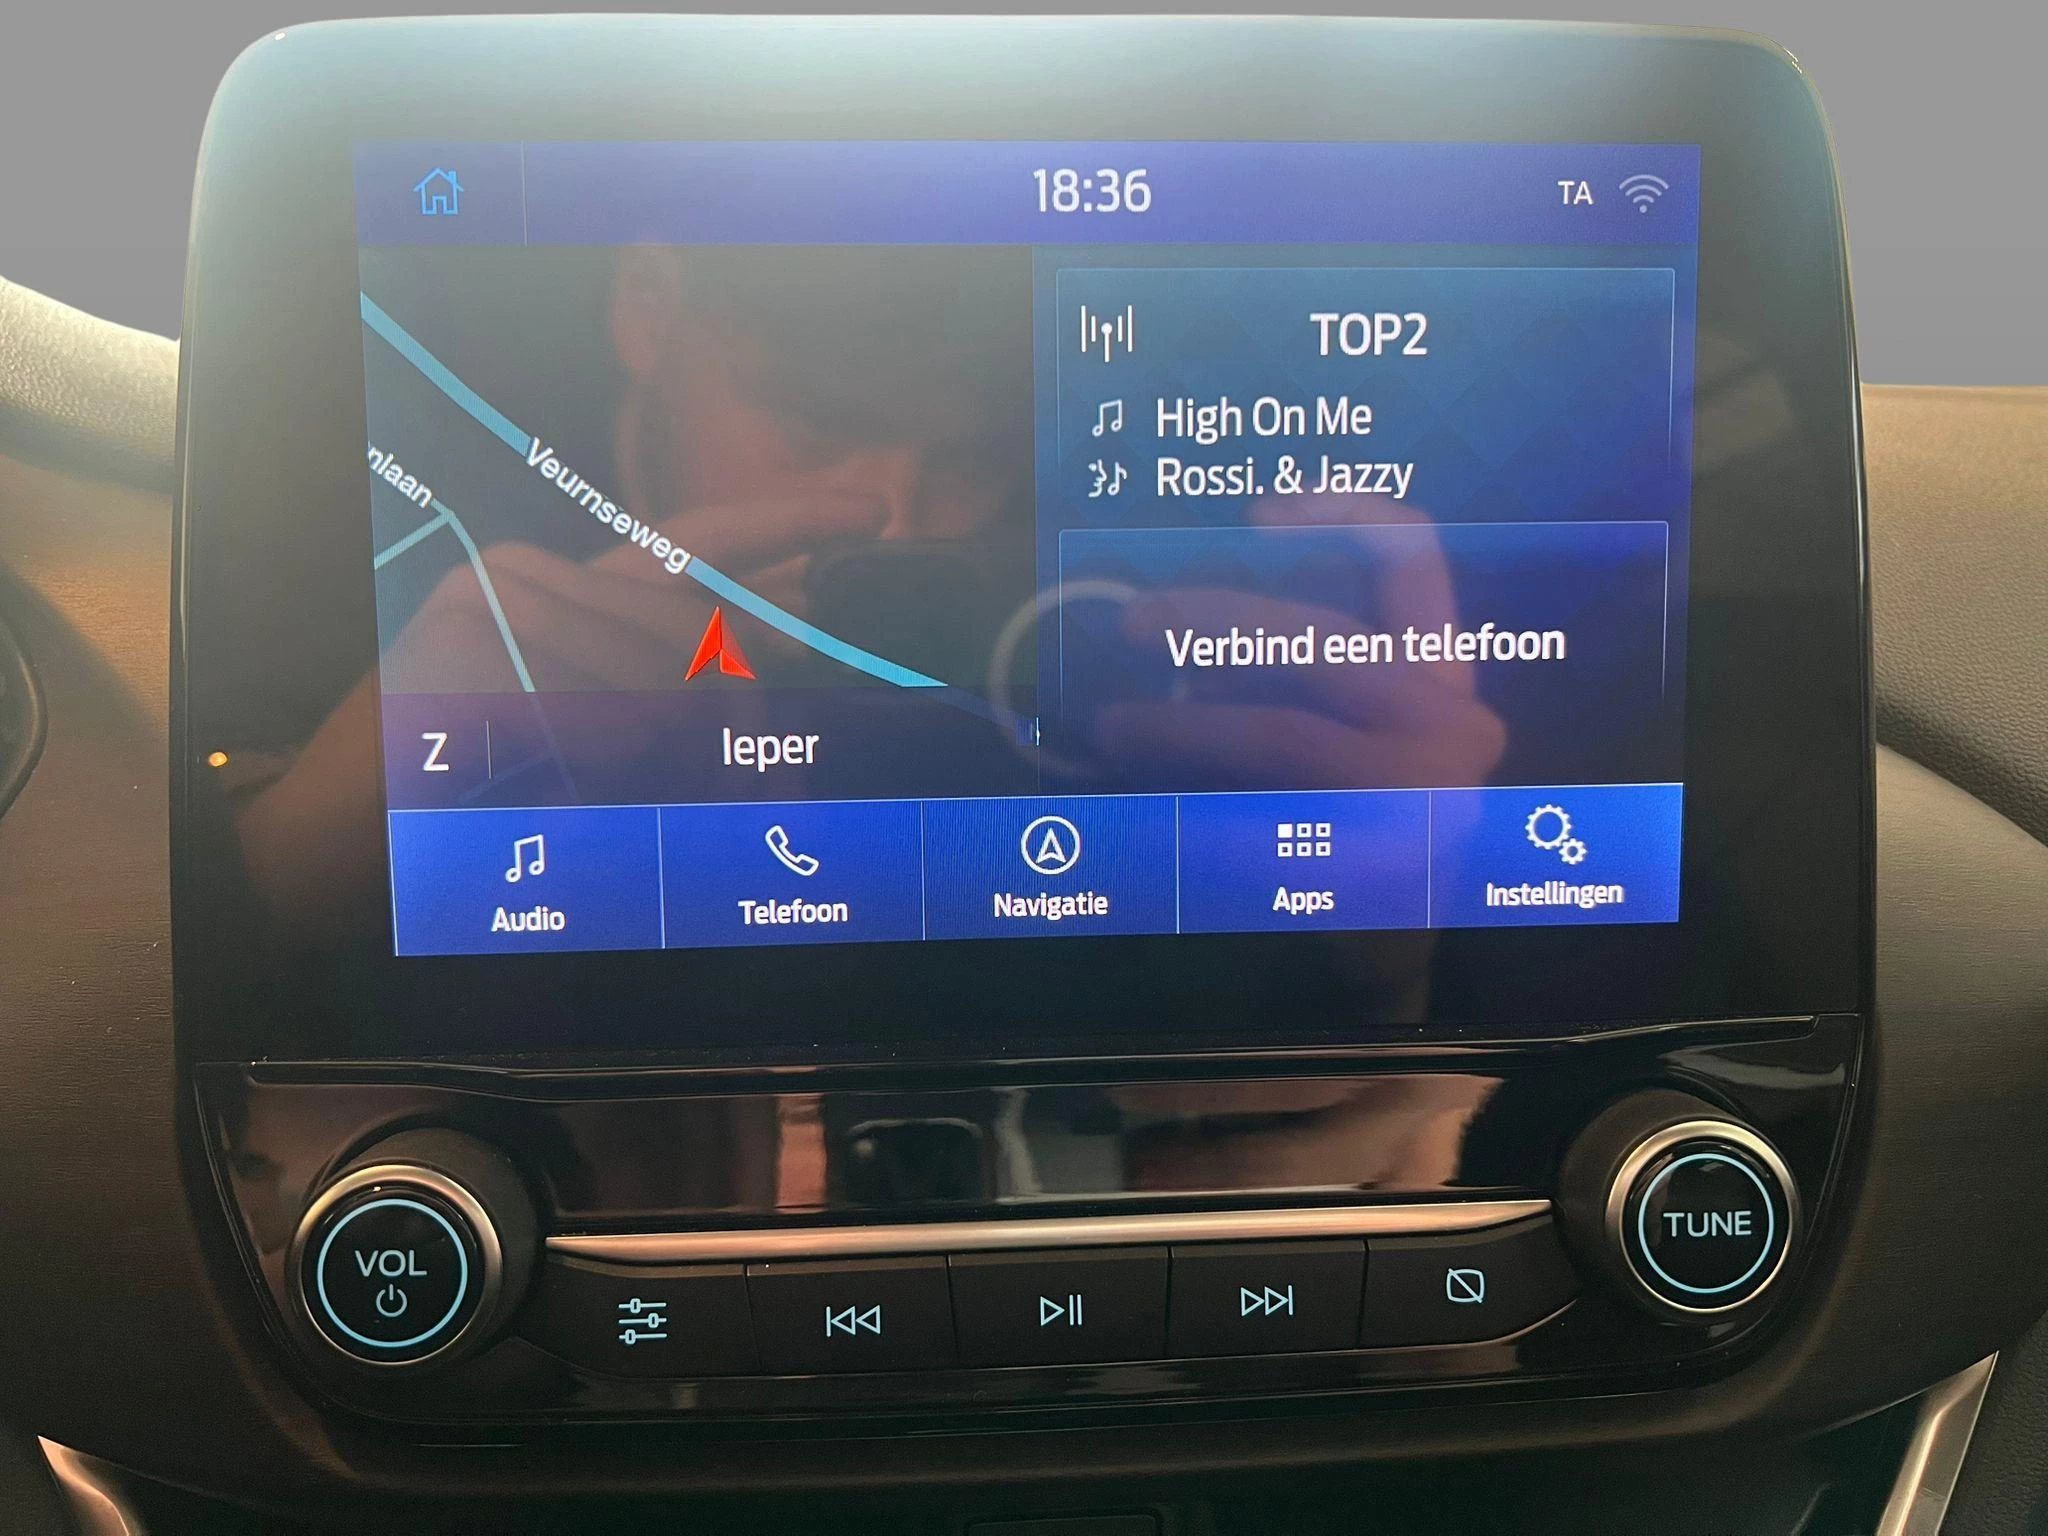 18:36
TA
TOP2
High On Me
Rossi. & Jazzy
Veurnseweg
nlaan
Verbind een telefoon
Z
Ieper
Audio
Telefoon
Navigatie
Apps
Instellingen
VOL
TUNE